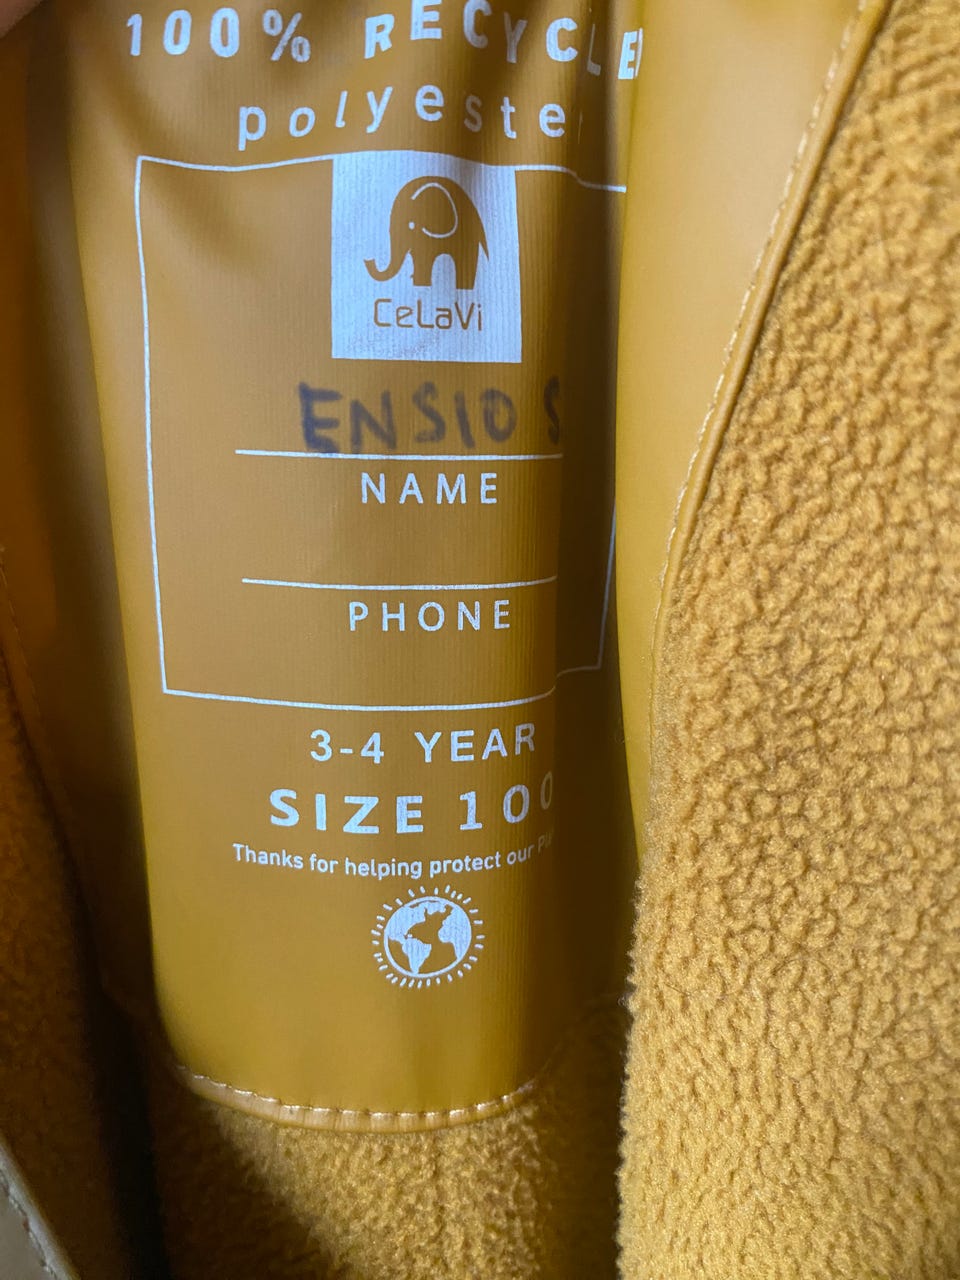 100% RECYCLE
polyeste
CeLaVi
ENSIO S
NAME
PHONE
3-4 YEAR
SIZE 100
Thanks for helping protect our